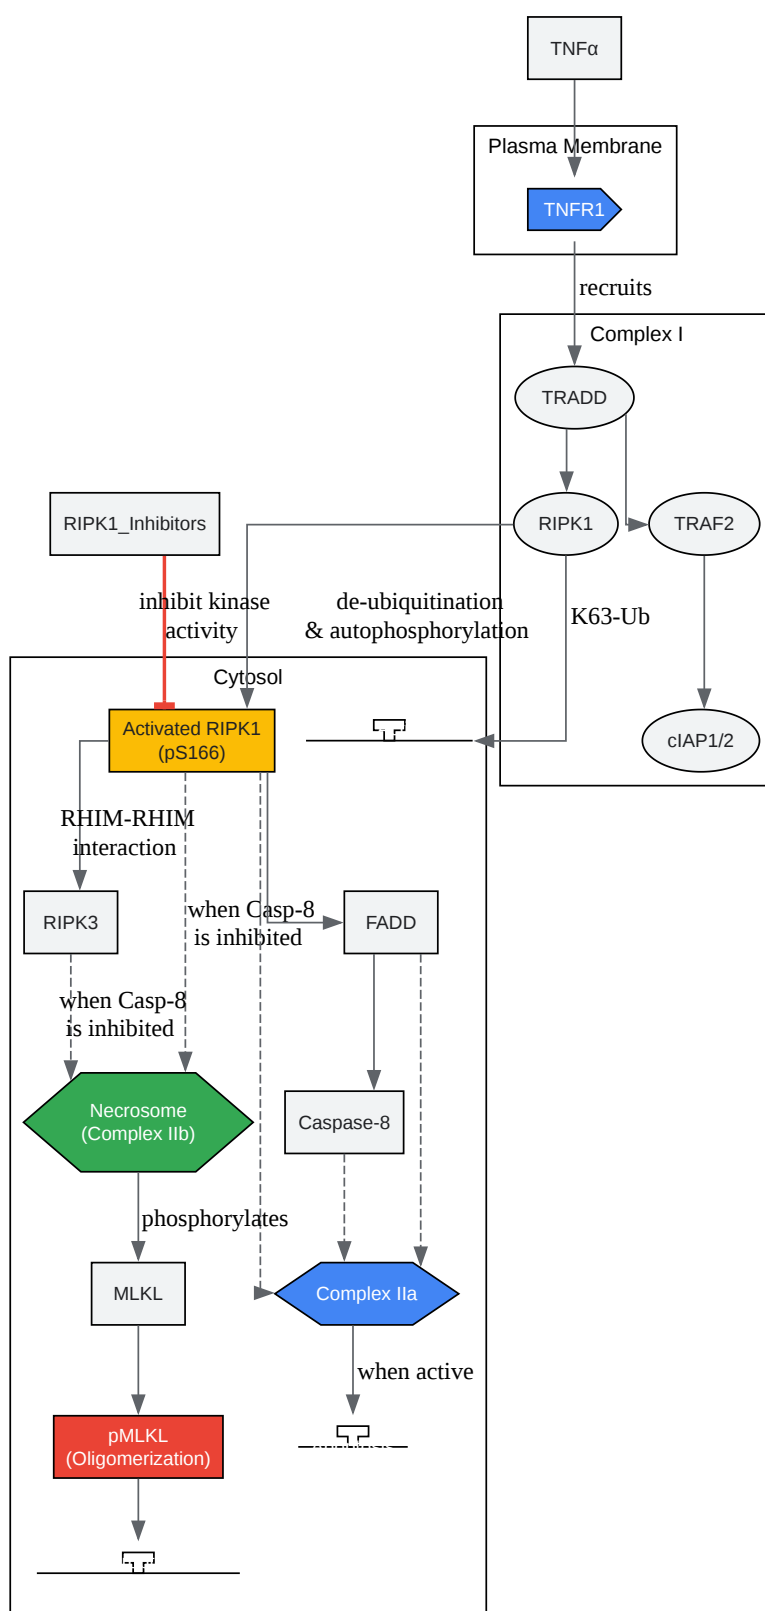 TNFα
Plasma Membrane
TNFR1
recruits
Complex I
TRADD
RIPK1_Inhibitors
RIPK1
TRAF2
inhibit kinase
activity
de-ubiquitination
& autophosphorylation
K63-Ub
Cytosol
Activated RIPK1
(pS166)
cIAP1/2
RHIM-RHIM
interaction
when Casp-8
is inhibited
RIPK3
FADD
when Casp-8
is inhibited
Necrosome
(Complex IIb)
Caspase-8
phosphorylates
MLKL
Complex IIa
when active
pMLKL
(Oligomerization)